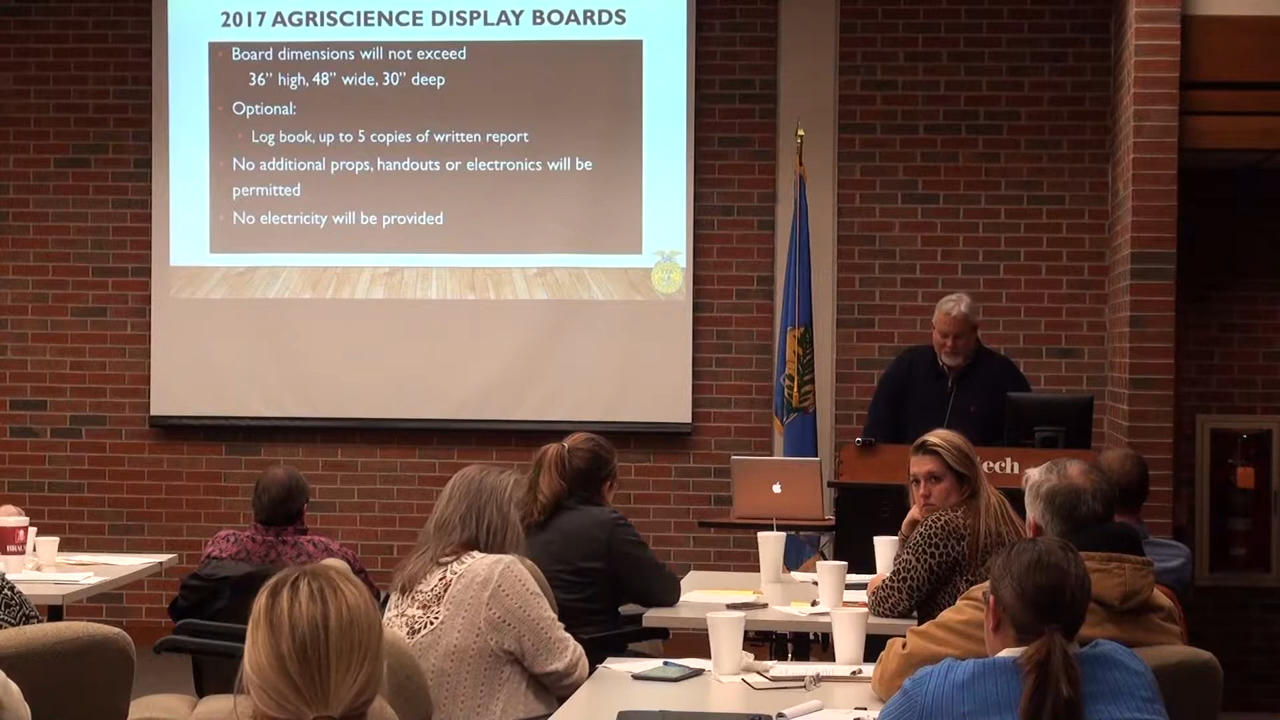 2017 AGRISCIENCE DISPLAY BOARDS
Board dimensions will not exceed
36” high, 48” wide, 30” deep
Optional:
Log book, up to 5 copies of written report
No additional props, handouts or electronics will be
permitted
No electricity will be provided
tech